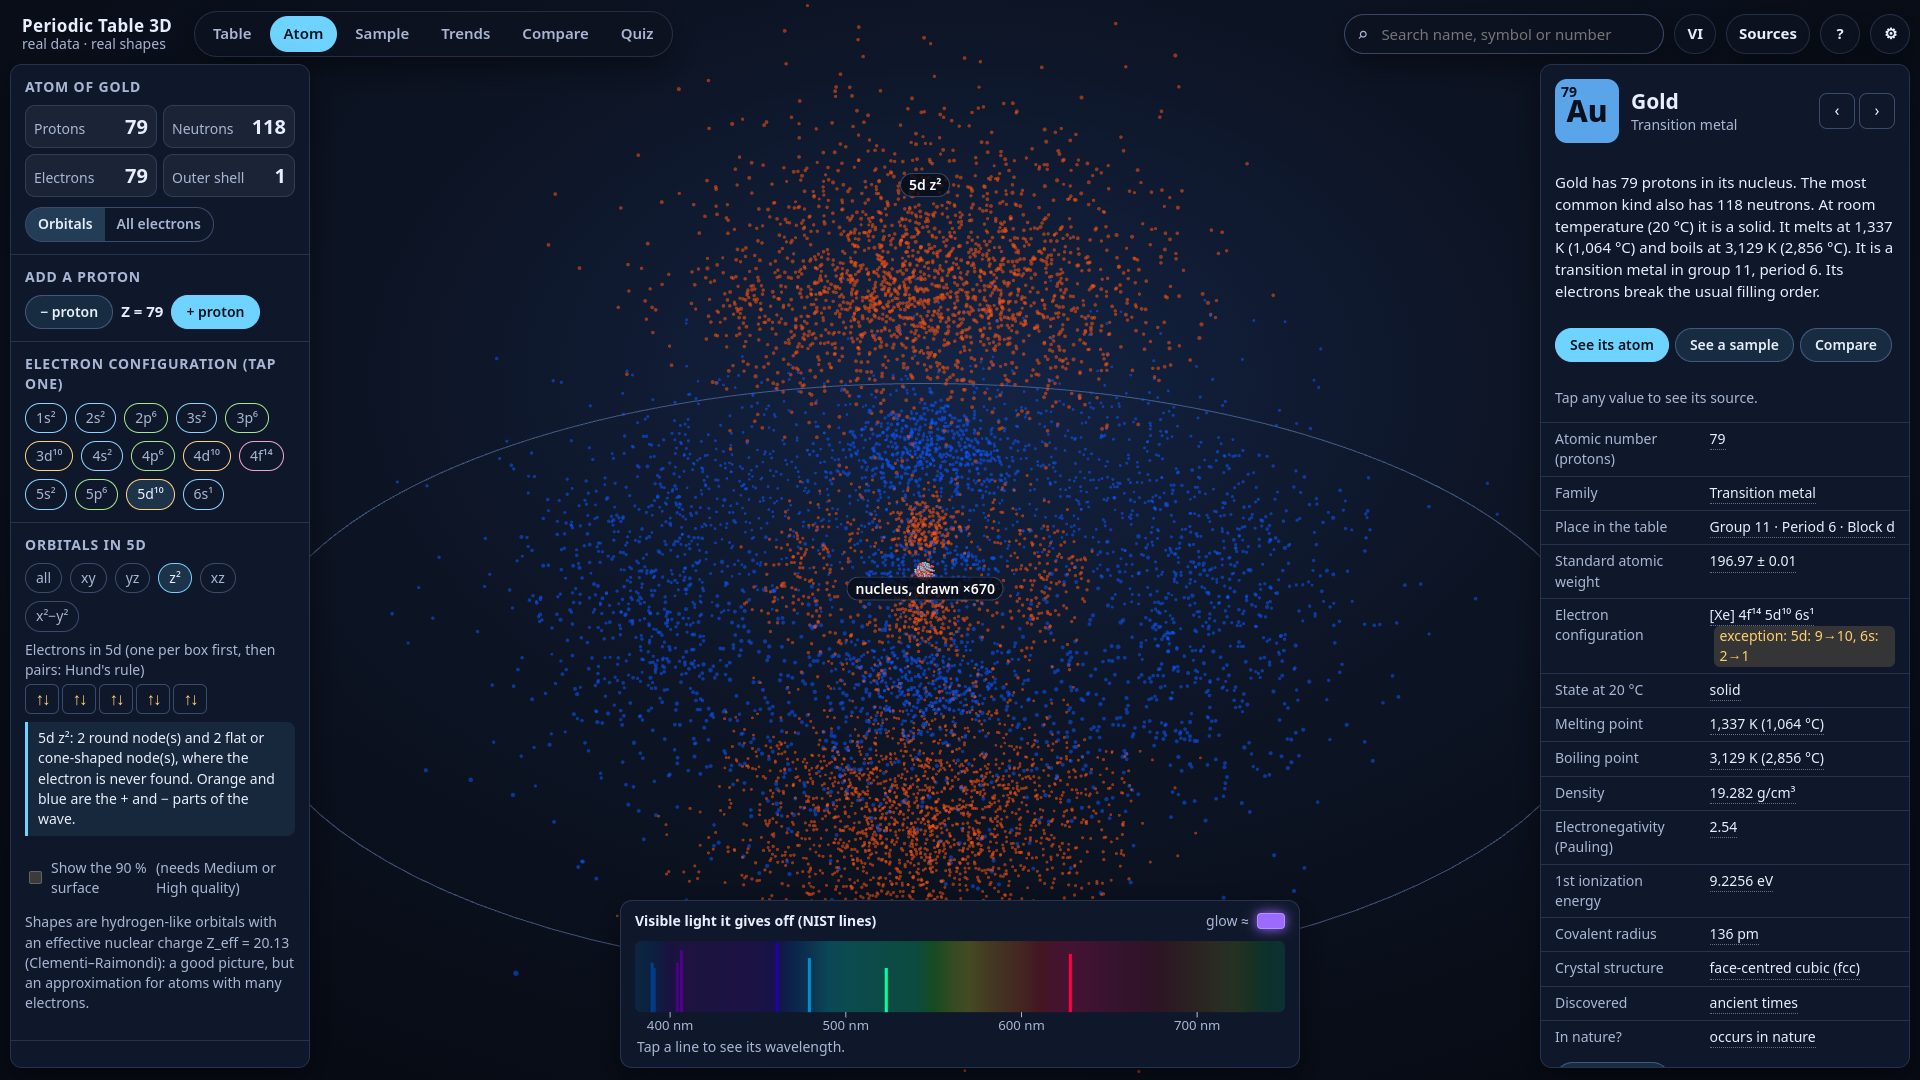 Periodic Table 3D
real data · real shapes
Table
Atom
Sample
Trends
Compare
Quiz
Search name, symbol or number
VI
Sources
?
ATOM OF GOLD
Protons 79
Neutrons 118
Electrons 79
Outer shell 1
Orbitals
All electrons
ADD A PROTON
− proton
Z = 79
+ proton
ELECTRON CONFIGURATION (TAP
ONE)
1s² 2s² 2p⁶ 3s² 3p⁶
3d¹⁰ 4s² 4p⁶ 4d¹⁰ 4f¹⁴
5s² 5p⁶ 5d¹⁰ 6s¹
ORBITALS IN 5D
all xy yz z² xz
x²−y²
Electrons in 5d (one per box first, then
pairs: Hund's rule)
↑↓ ↑↓ ↑↓ ↑↓ ↑↓
5d z²: 2 round node(s) and 2 flat or
cone-shaped node(s), where the
electron is never found. Orange and
blue are the + and − parts of the
wave.
Show the 90 %
surface
(needs Medium or
High quality)
Shapes are hydrogen-like orbitals with
an effective nuclear charge Z_eff = 20.13
(Clementi–Raimondi): a good picture, but
an approximation for atoms with many
electrons.
5d z²
nucleus, drawn ×670
Visible light it gives off (NIST lines)
glow ≈
400 nm
500 nm
600 nm
700 nm
Tap a line to see its wavelength.
79
Au
Gold
Transition metal
‹
›
Gold has 79 protons in its nucleus. The most
common kind also has 118 neutrons. At room
temperature (20 °C) it is a solid. It melts at 1,337
K (1,064 °C) and boils at 3,129 K (2,856 °C). It is a
transition metal in group 11, period 6. Its
electrons break the usual filling order.
See its atom
See a sample
Compare
Tap any value to see its source.
Atomic number
(protons)
79
Family
Transition metal
Place in the table
Group 11 · Period 6 · Block d
Standard atomic
weight
196.97 ± 0.01
Electron
configuration
[Xe] 4f¹⁴ 5d¹⁰ 6s¹
exception: 5d: 9→10, 6s:
2→1
State at 20 °C
solid
Melting point
1,337 K (1,064 °C)
Boiling point
3,129 K (2,856 °C)
Density
19.282 g/cm³
Electronegativity
(Pauling)
2.54
1st ionization
energy
9.2256 eV
Covalent radius
136 pm
Crystal structure
face-centred cubic (fcc)
Discovered
ancient times
In nature?
occurs in nature